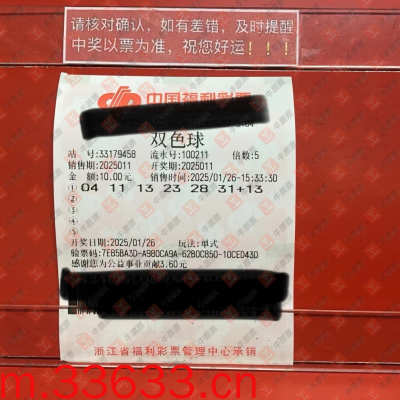 请核对确认，如有差错，及时提醒
中奖以票为准，祝您好运！！！
中国福利彩票
双色球
站 号:33179458 流水号:100211 倍数:5
销售期:2025011 开奖期:2025011
金 额:10.00元 销售时间:2025/01/26-15:33:30
① 04 11 13 23 28 31+13
②
③
④
⑤
开奖日期:2025/01/26 玩法:单式
验票码:7EB5BA3D-A9B0CA9A-62B0C850-10CED43D
感谢您为公益事业贡献3.60元
浙江省福利彩票管理中心承销
m.33633.cn